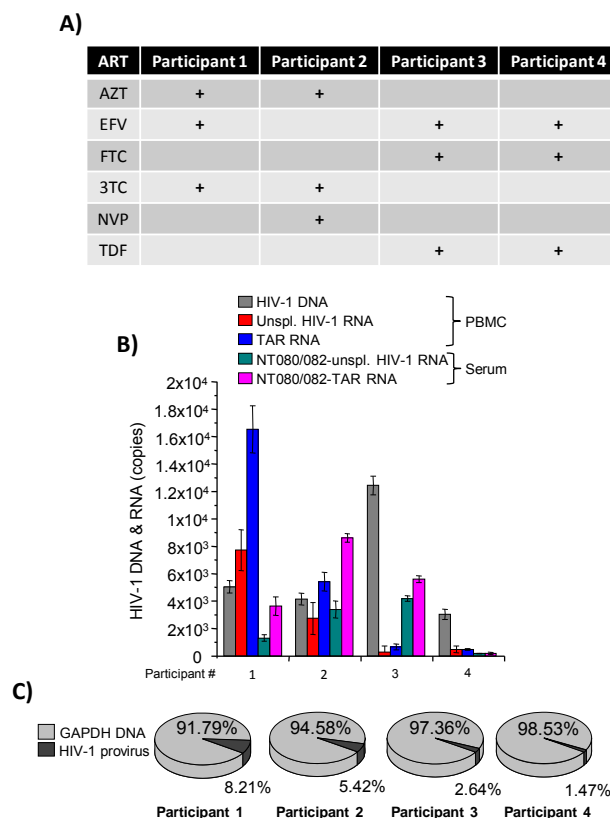 A)
ART Participant 1 Participant 2 Participant 3 Participant 4
AZT + +
EFV + + +
FTC + +
3TC + +
NVP +
TDF + +
B)
HIV-1 DNA
Unspl. HIV-1 RNA
TAR RNA
PBMC
NT080/082-unspl. HIV-1 RNA
NT080/082-TAR RNA
Serum
HIV-1 DNA & RNA (copies)
2x10⁴
1.8x10⁴
1.6x10⁴
1.4x10⁴
1.2x10⁴
1x10⁴
8x10³
6x10³
4x10³
2x10³
0
Participant # 1 2 3 4
C)
GAPDH DNA
HIV-1 provirus
91.79% 94.58% 97.36% 98.53%
8.21% 5.42% 2.64% 1.47%
Participant 1 Participant 2 Participant 3 Participant 4